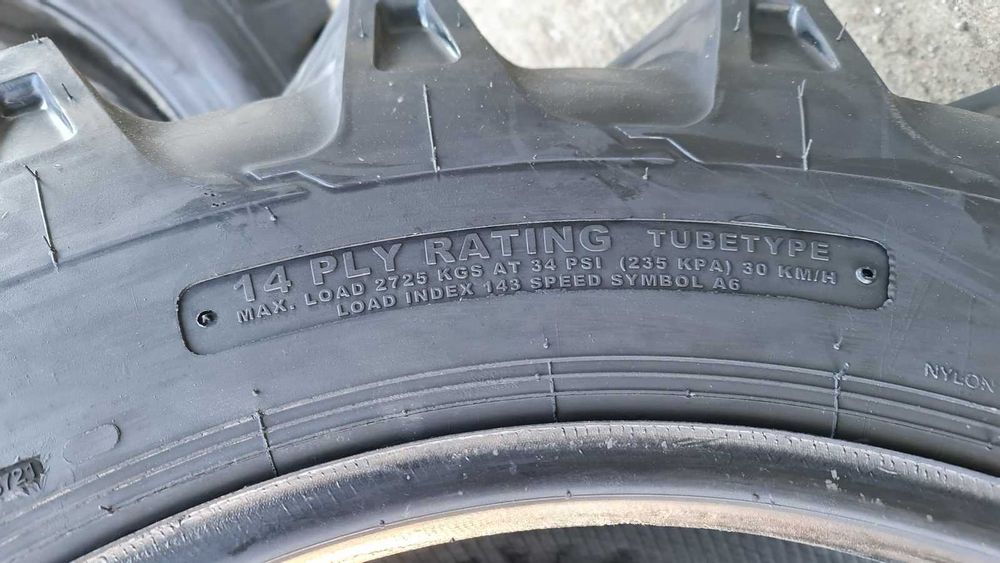 14 PLY RATING TUBETYPE
MAX. LOAD 2725 KGS AT 34 PSI (235 KPA) 30 KM/H
LOAD INDEX 143 SPEED SYMBOL A6
NYLON